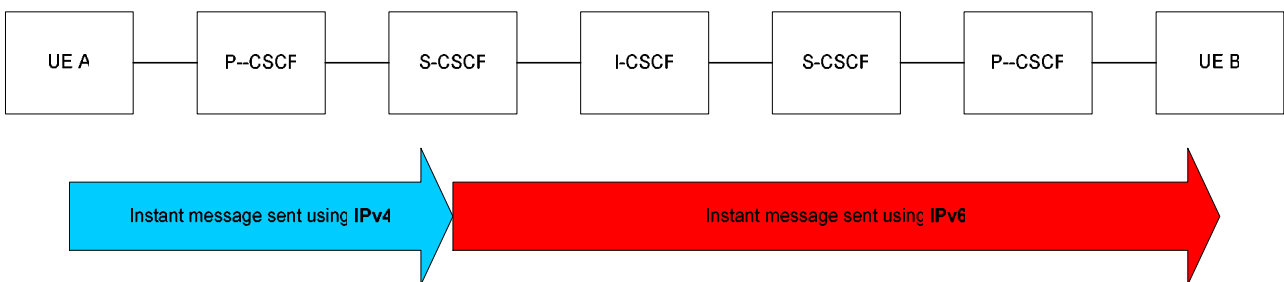 UE A
P--CSCF
S-CSCF
I-CSCF
S-CSCF
P--CSCF
UE B
Instant message sent using IPv4
Instant message sent using IPv6